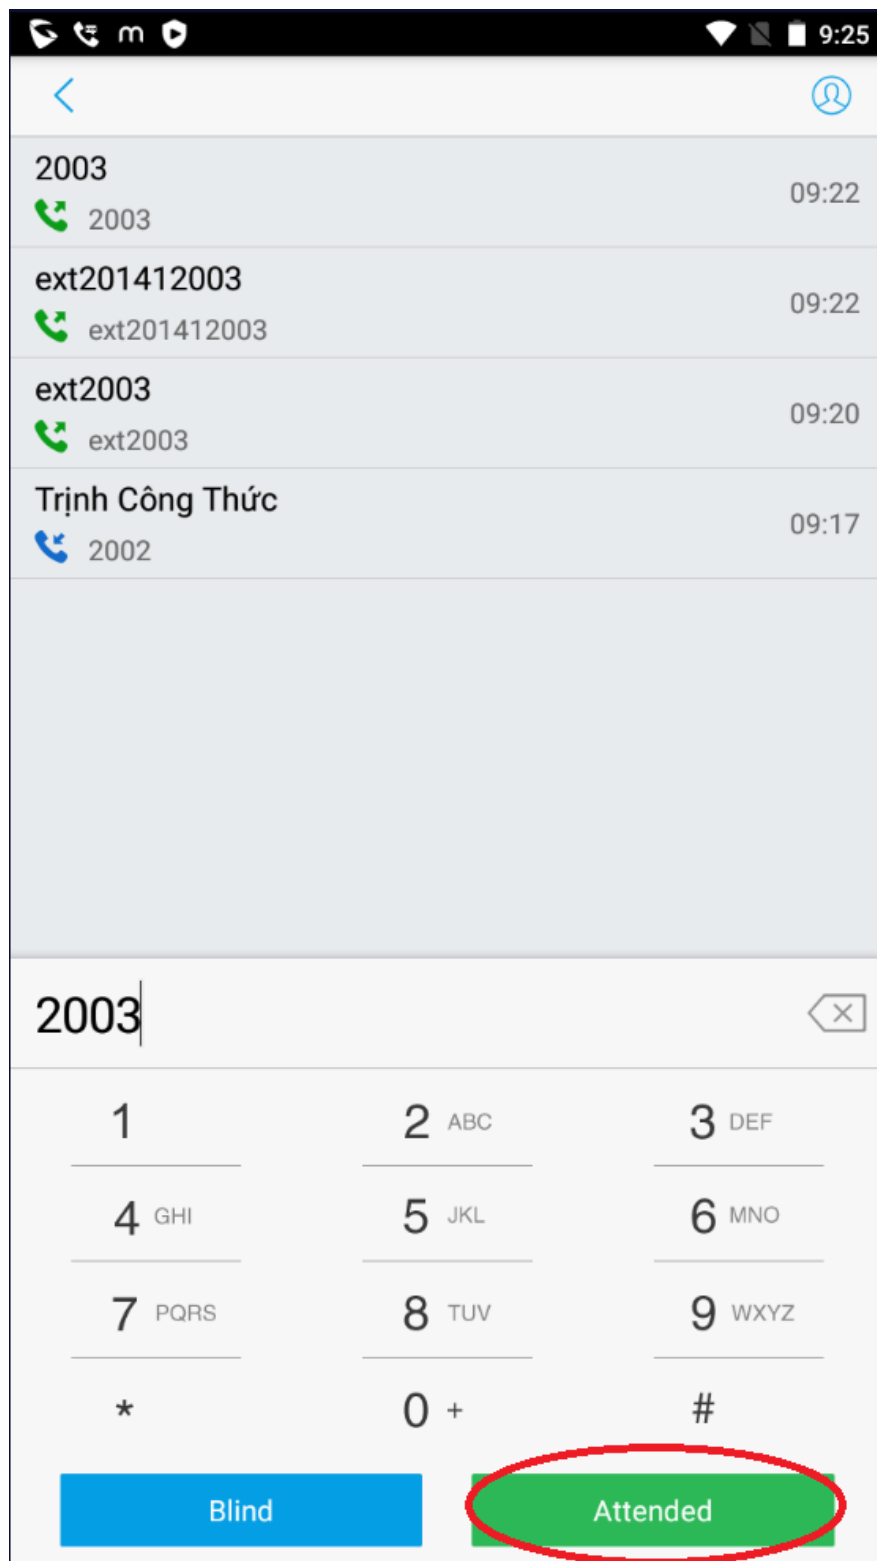 9:25
2003
2003
09:22
ext201412003
ext201412003
09:22
ext2003
ext2003
09:20
Trịnh Công Thức
2002
09:17
2003
1
2 ABC
3 DEF
4 GHI
5 JKL
6 MNO
7 PQRS
8 TUV
9 WXYZ
*
0 +
#
Blind
Attended